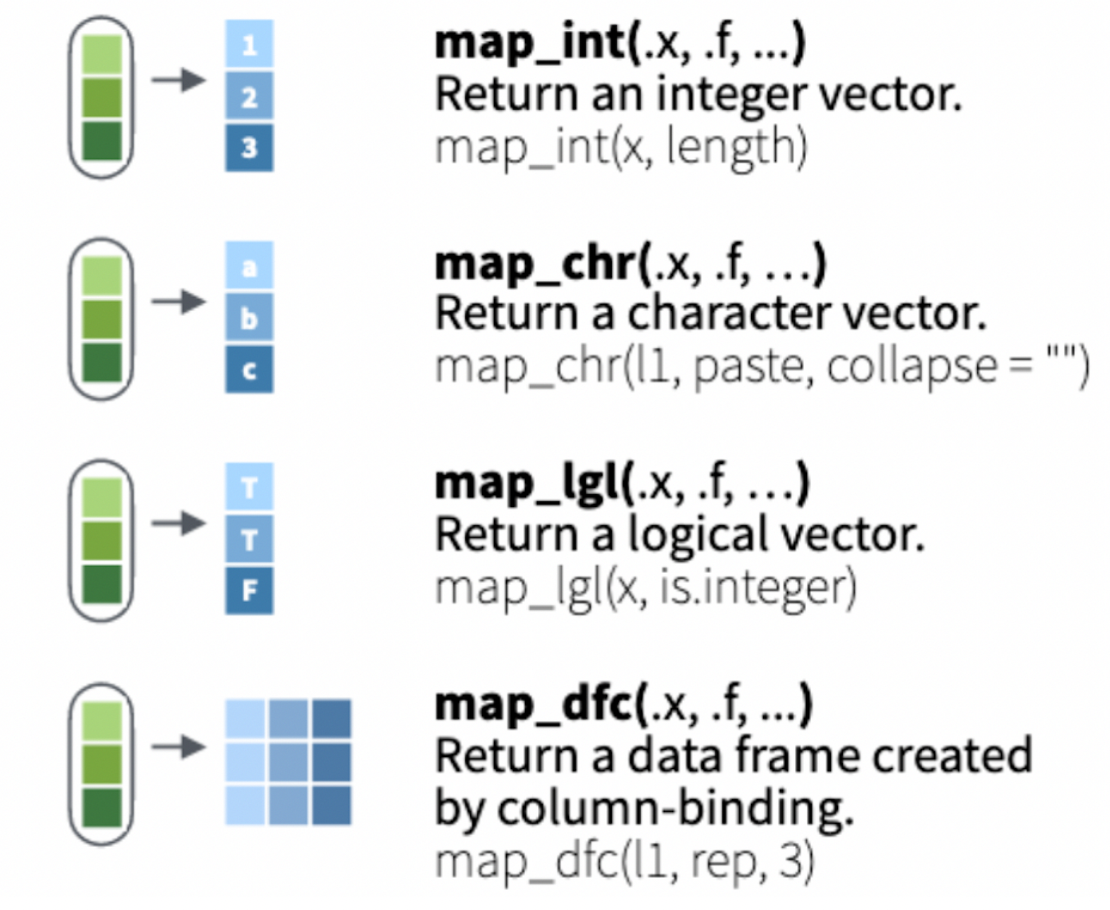 1
2
3
map_int(.x, .f, ...)
Return an integer vector.
map_int(x, length)
a
b
c
map_chr(.x, .f, …)
Return a character vector.
map_chr(l1, paste, collapse = "")
T
T
F
map_lgl(.x, .f, …)
Return a logical vector.
map_lgl(x, is.integer)
map_dfc(.x, .f, ...)
Return a data frame created
by column-binding.
map_dfc(l1, rep, 3)